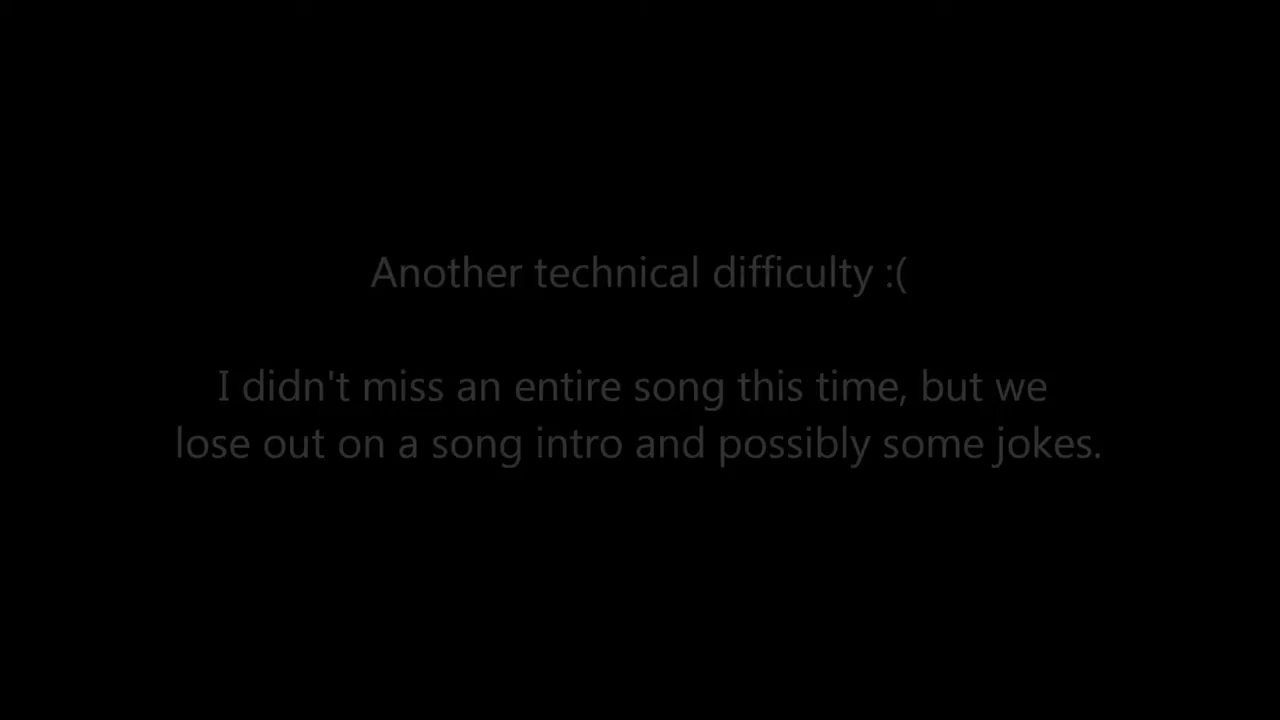 Another technical difficulty :(
I didn't miss an entire song this time, but we
lose out on a song intro and possibly some jokes.